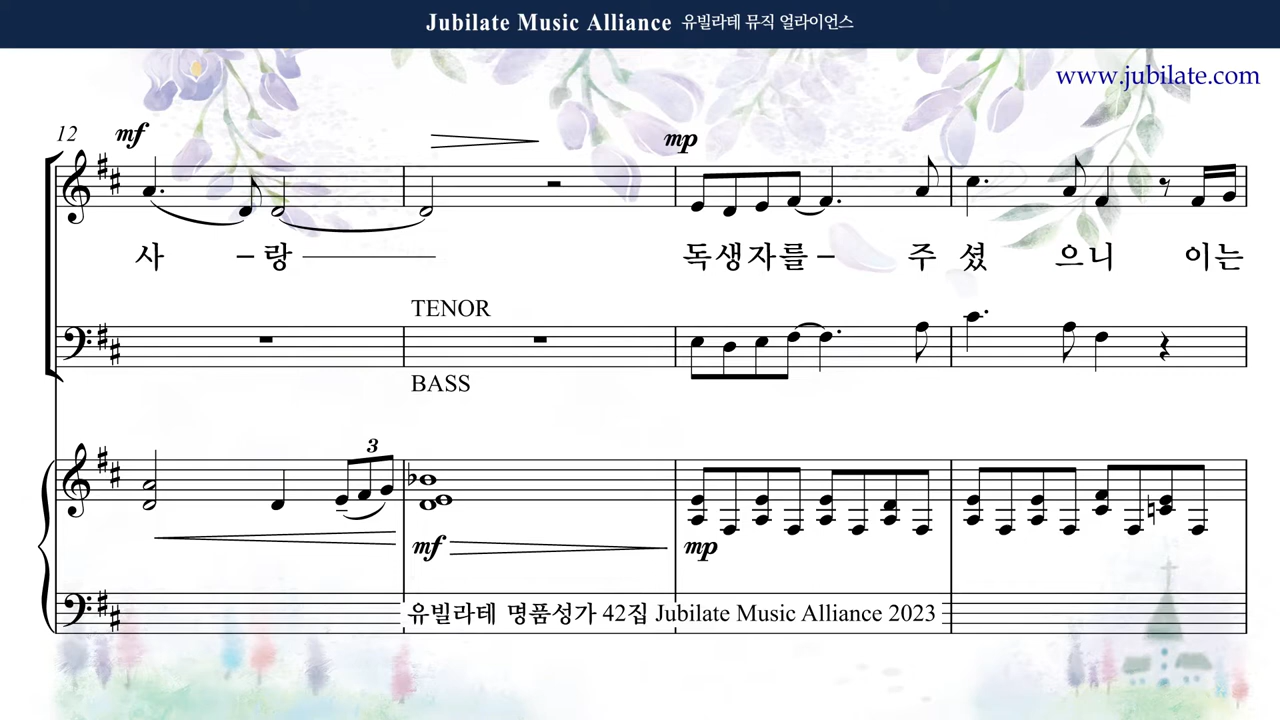 Jubilate Music Alliance 유빌라테 뮤직 얼라이언스
www.jubilate.com
12 mf mp
사 – 랑 독생자를 – 주 셨 으니 이는
TENOR
BASS
3
mf mp
유빌라테 명품성가 42집 Jubilate Music Alliance 2023